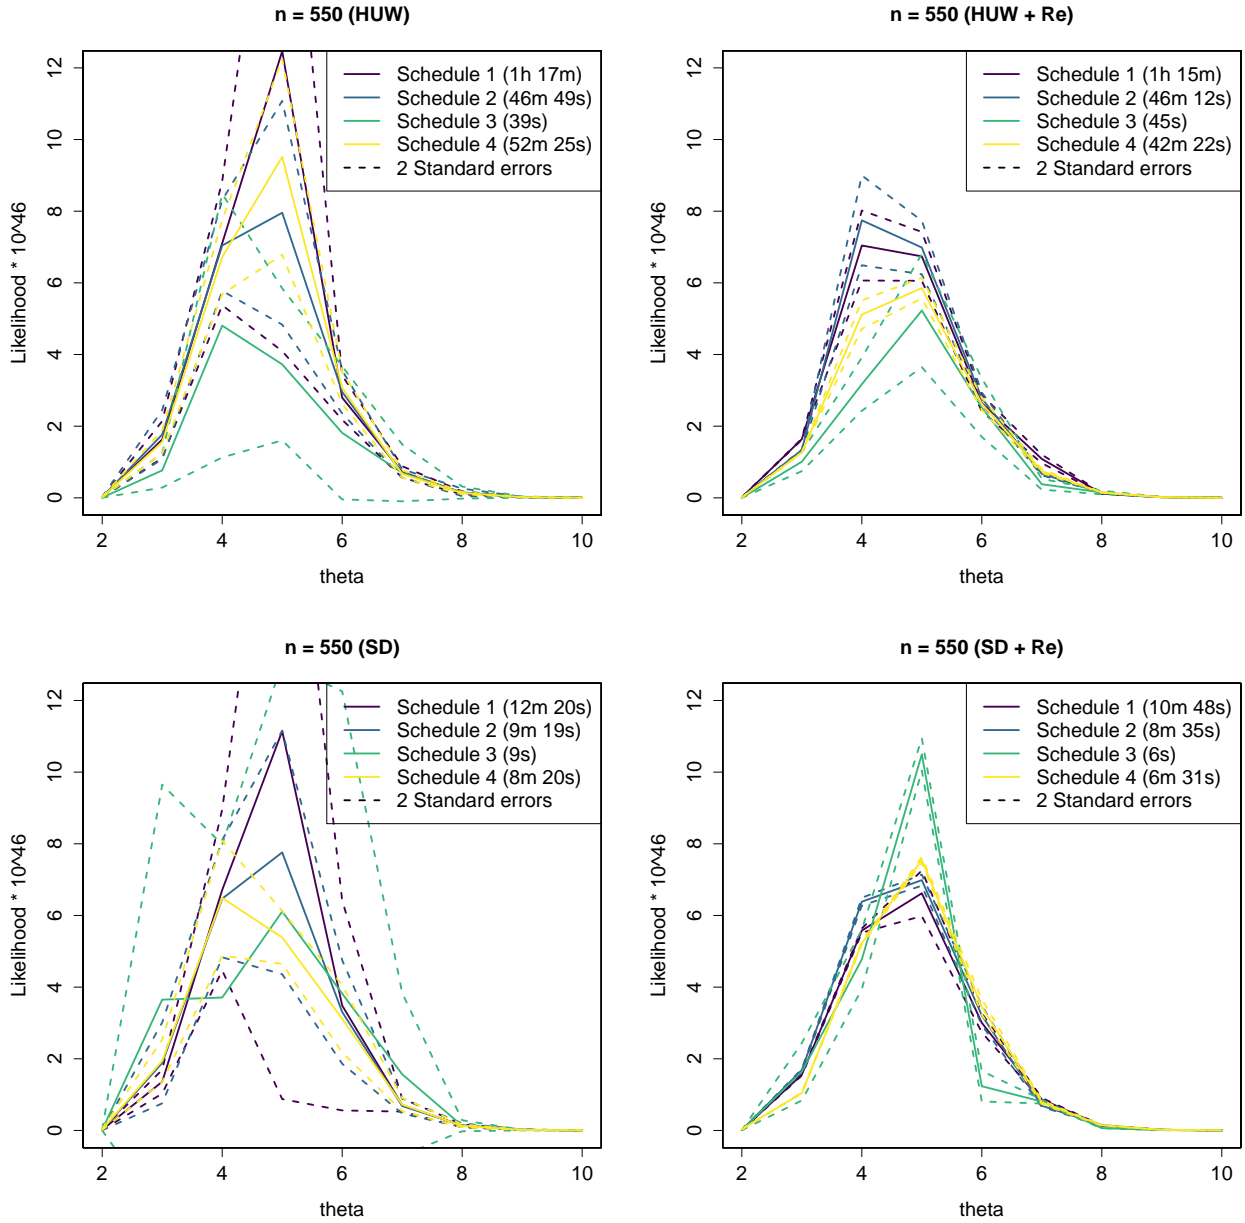 n = 550 (HUW)
Likelihood * 10^46
0
2
4
6
8
10
12
Schedule 1 (1h 17m)
Schedule 2 (46m 49s)
Schedule 3 (39s)
Schedule 4 (52m 25s)
2 Standard errors
2 4 6 8 10
theta
n = 550 (HUW + Re)
Likelihood * 10^46
0
2
4
6
8
10
12
Schedule 1 (1h 15m)
Schedule 2 (46m 12s)
Schedule 3 (45s)
Schedule 4 (42m 22s)
2 Standard errors
2 4 6 8 10
theta
n = 550 (SD)
Likelihood * 10^46
0
2
4
6
8
10
12
Schedule 1 (12m 20s)
Schedule 2 (9m 19s)
Schedule 3 (9s)
Schedule 4 (8m 20s)
2 Standard errors
2 4 6 8 10
theta
n = 550 (SD + Re)
Likelihood * 10^46
0
2
4
6
8
10
12
Schedule 1 (10m 48s)
Schedule 2 (8m 35s)
Schedule 3 (6s)
Schedule 4 (6m 31s)
2 Standard errors
2 4 6 8 10
theta